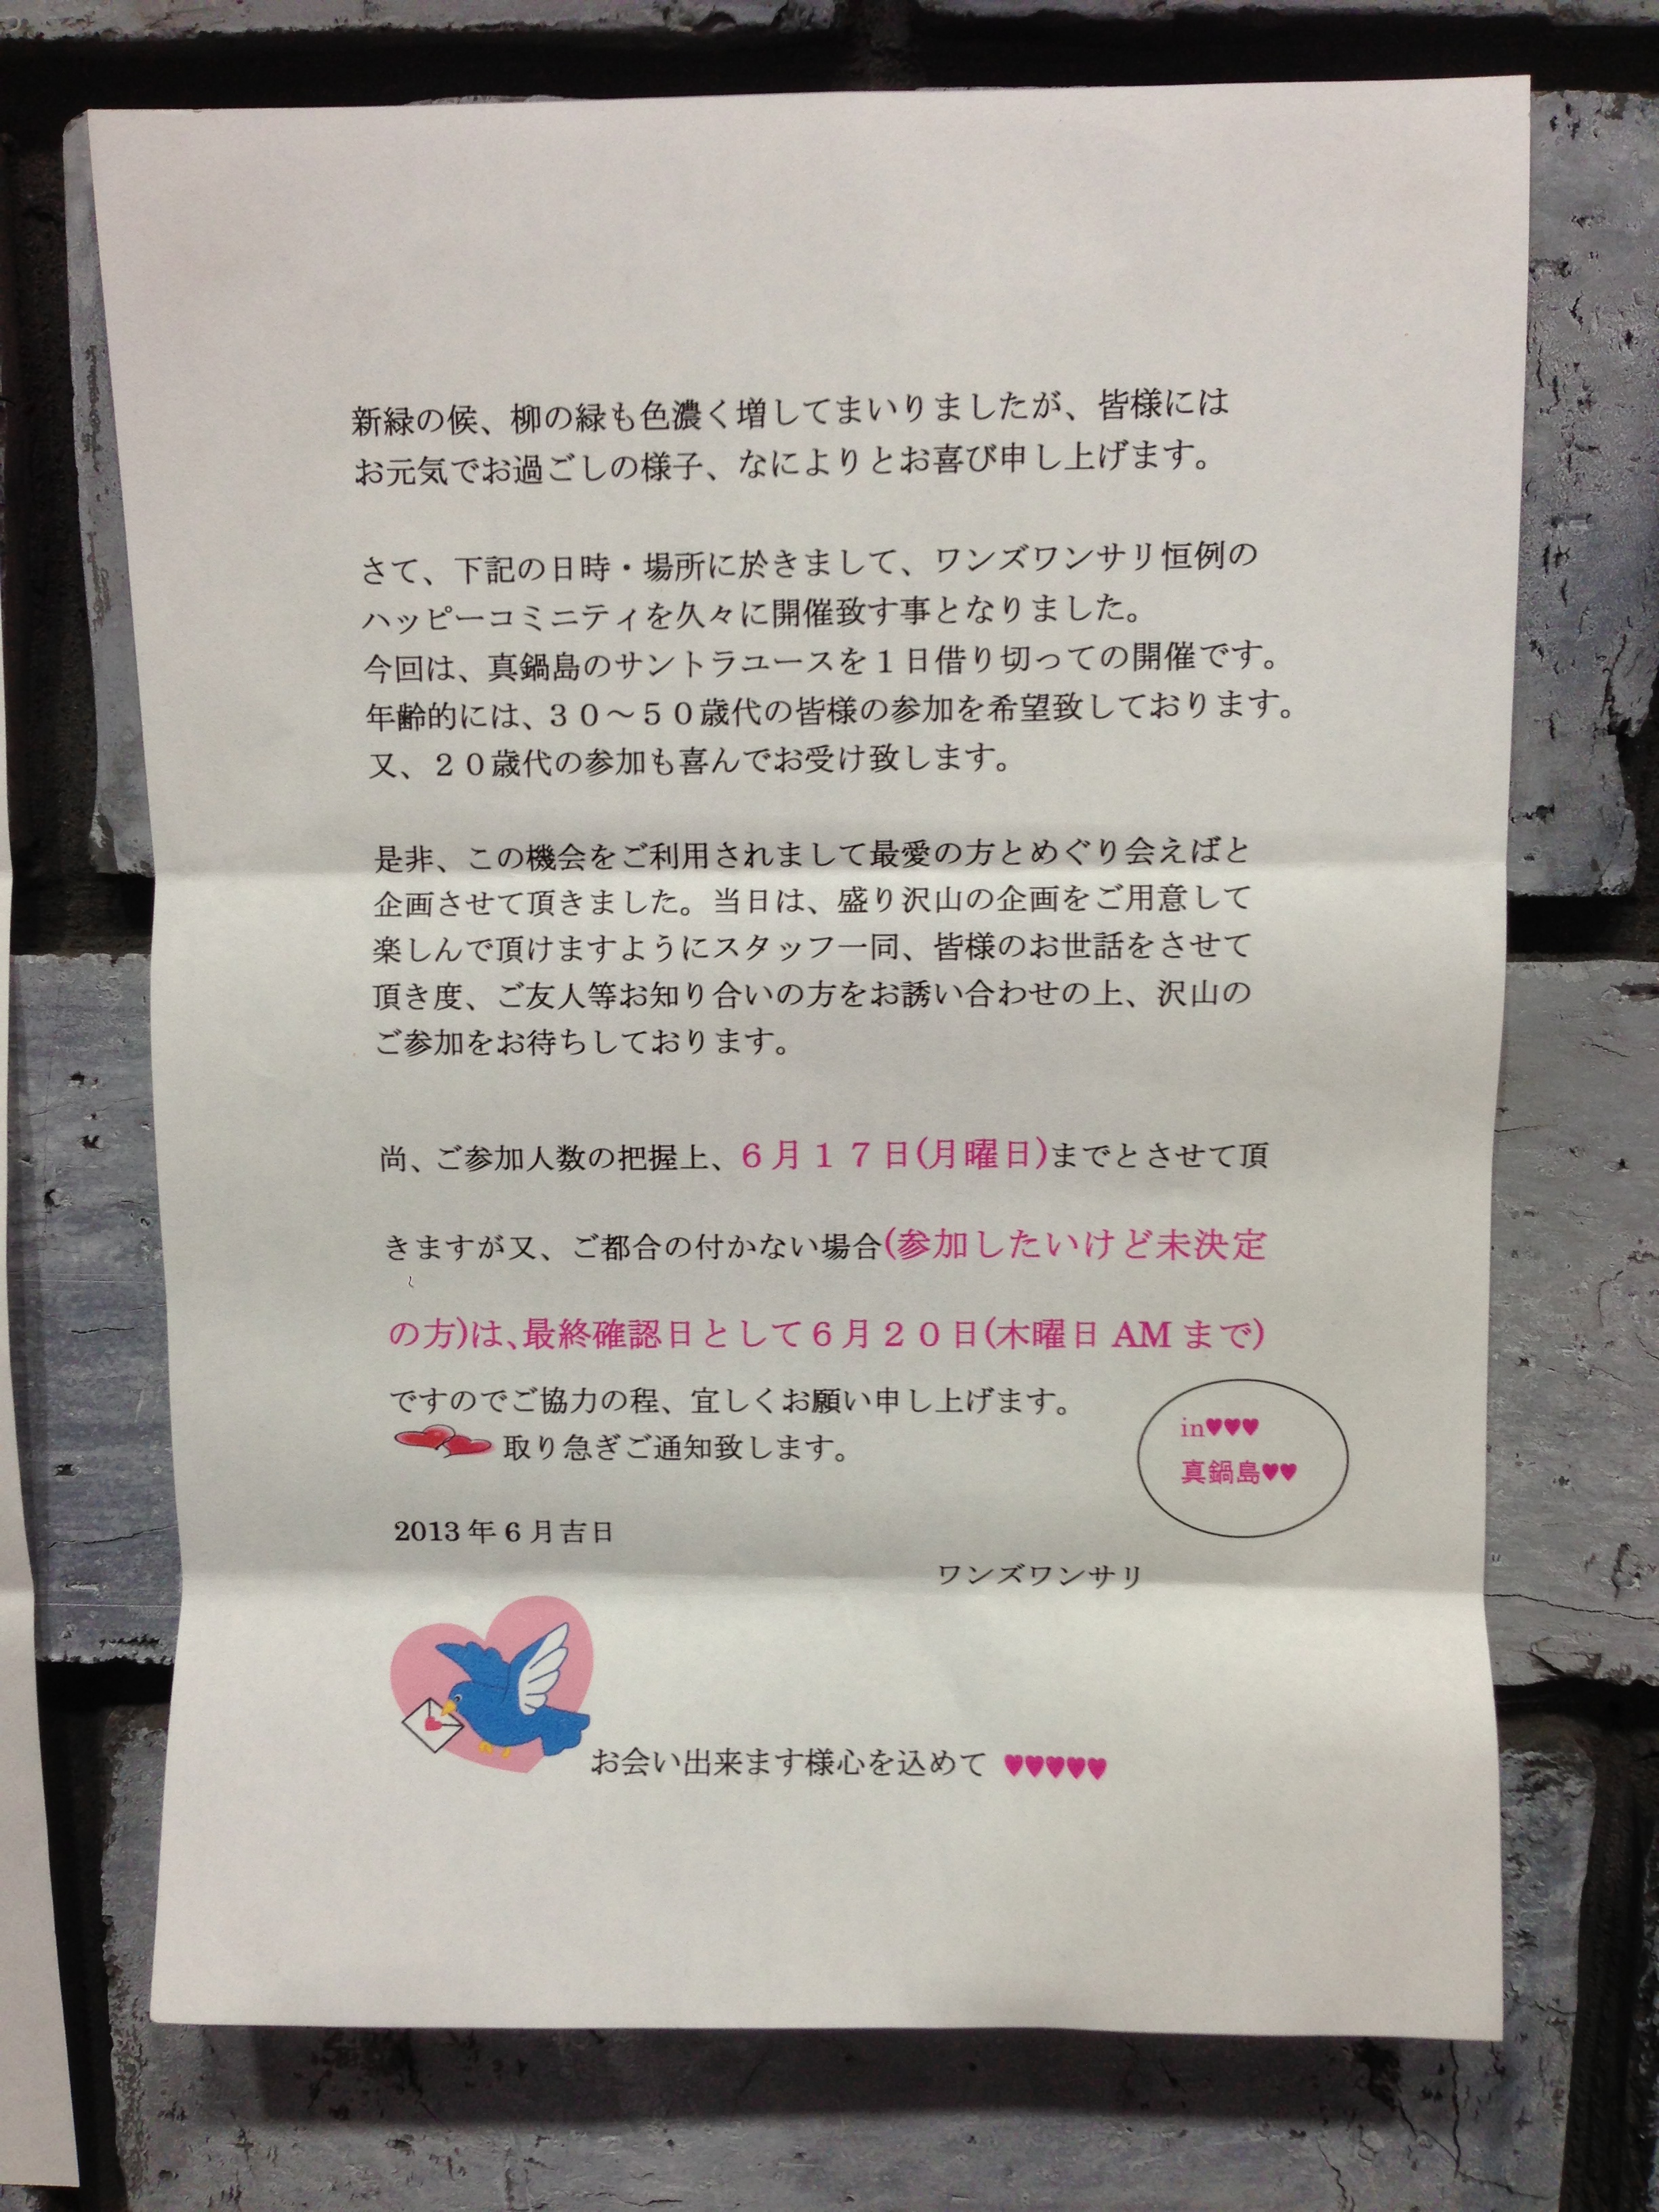 新緑の候、柳の緑も色濃く増してまいりましたが、皆様には
お元気でお過ごしの様子、なによりとお喜び申し上げます。
さて、下記の日時・場所に於きまして、ワンズワンサリ恒例の
ハッピーコミニティを久々に開催致す事となりました。
今回は、真鍋島のサントラユースを１日借り切っての開催です。
年齢的には、３０～５０歳代の皆様の参加を希望致しております。
又、２０歳代の参加も喜んでお受け致します。
是非、この機会をご利用されまして最愛の方とめぐり会えばと
企画させて頂きました。当日は、盛り沢山の企画をご用意して
楽しんで頂けますようにスタッフ一同、皆様のお世話をさせて
頂き度、ご友人等お知り合いの方をお誘い合わせの上、沢山の
ご参加をお待ちしております。
尚、ご参加人数の把握上、６月１７日(月曜日)までとさせて頂
きますが又、ご都合の付かない場合(参加したいけど未決定
の方)は、最終確認日として６月２０日(木曜日 AM まで)
ですのでご協力の程、宜しくお願い申し上げます。
取り急ぎご通知致します。
in♥♥♥
真鍋島♥♥
2013 年 6 月吉日
ワンズワンサリ
お会い出来ます様心を込めて ♥♥♥♥♥